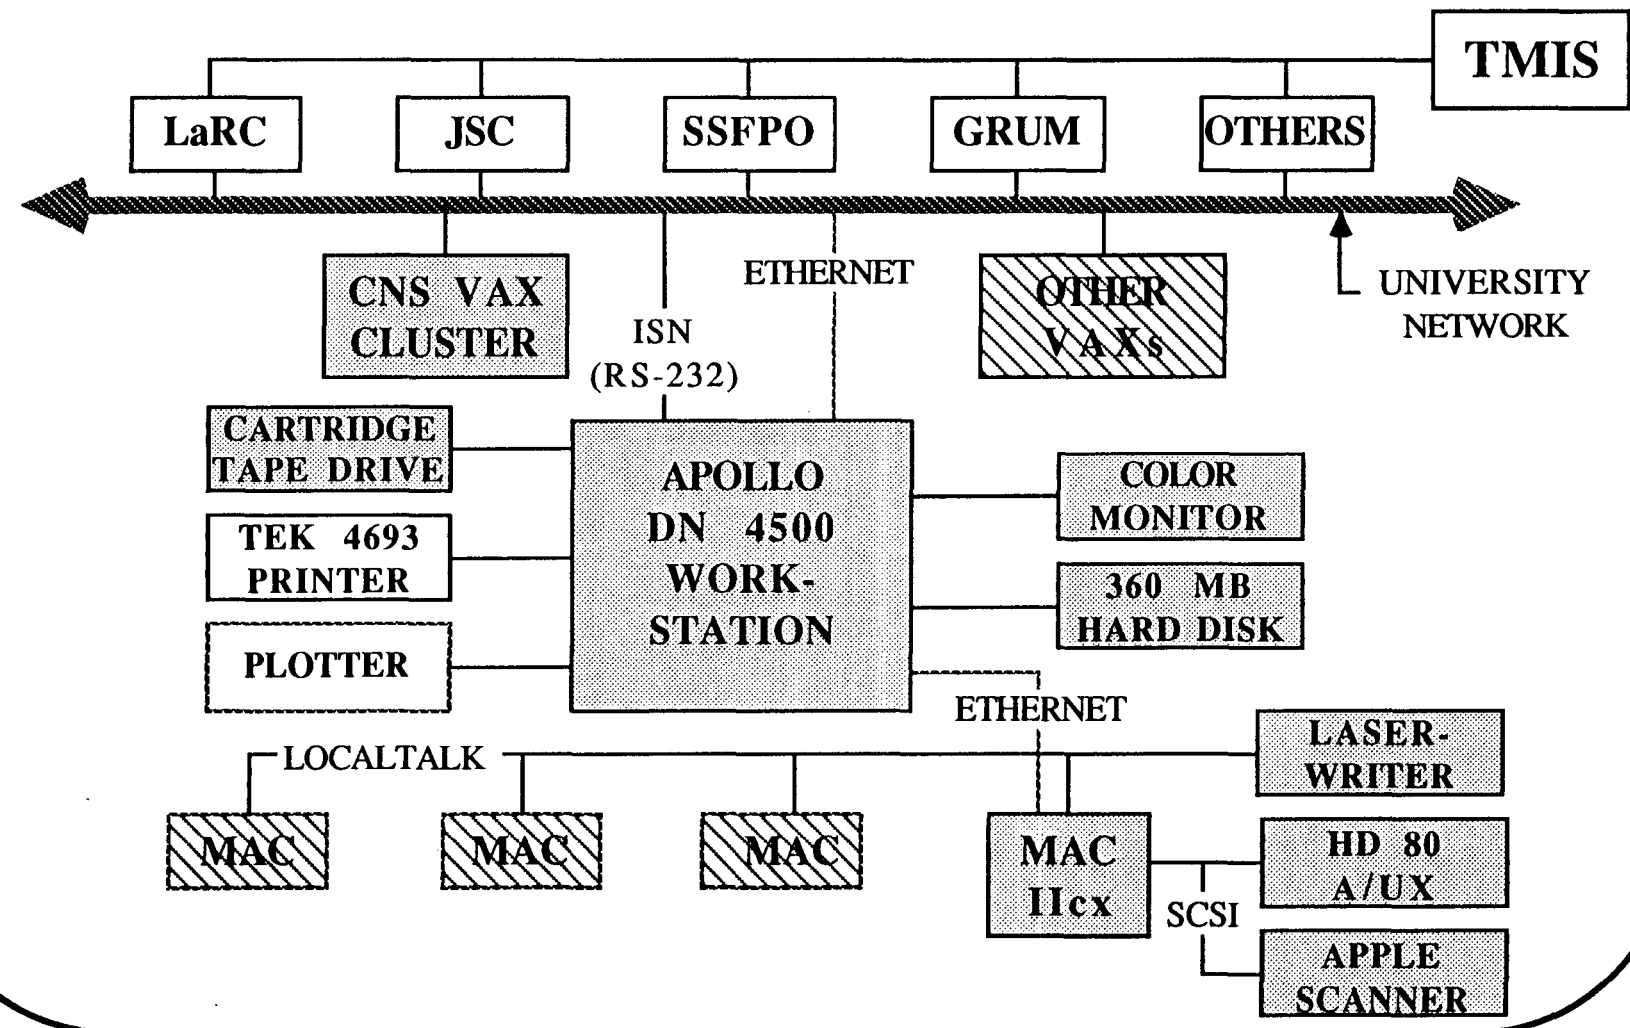 TMIS
LaRC
JSC
SSFPO
GRUM
OTHERS
CNS VAX
CLUSTER
ISN
(RS-232)
ETHERNET
OTHER
VAXs
UNIVERSITY
NETWORK
CARTRIDGE
TAPE DRIVE
TEK 4693
PRINTER
PLOTTER
APOLLO
DN 4500
WORK-
STATION
COLOR
MONITOR
360 MB
HARD DISK
ETHERNET
LOCALTALK
LASER-
WRITER
MAC
MAC
MAC
MAC
IIcx
SCSI
HD 80
A/UX
APPLE
SCANNER